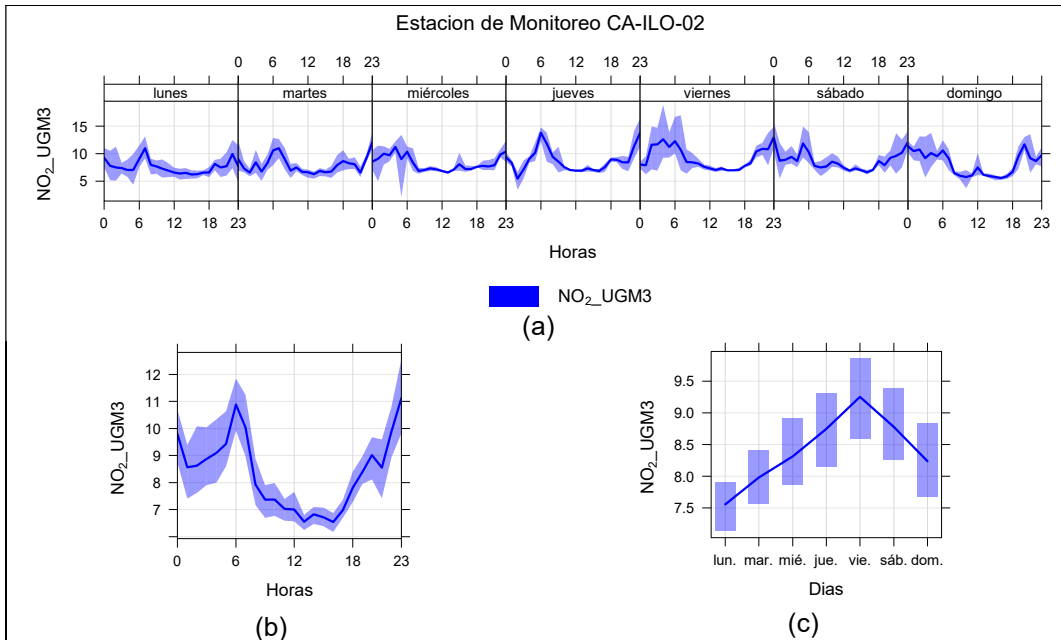 Estacion de Monitoreo CA-ILO-02
0 6 12 18 23 0 6 12 18 23 0 6 12 18 23
lunes martes miércoles jueves viernes sábado domingo
15
10
5
NO₂_UGM3
0 6 12 18 23 0 6 12 18 23 0 6 12 18 23 0 6 12 18 23
Horas
NO₂_UGM3
(a)
12
11
10
9
8
7
NO₂_UGM3
0 6 12 18 23
Horas
(b)
9.5
9.0
8.5
8.0
7.5
NO₂_UGM3
lun. mar. mié. jue. vie. sáb. dom.
Dias
(c)